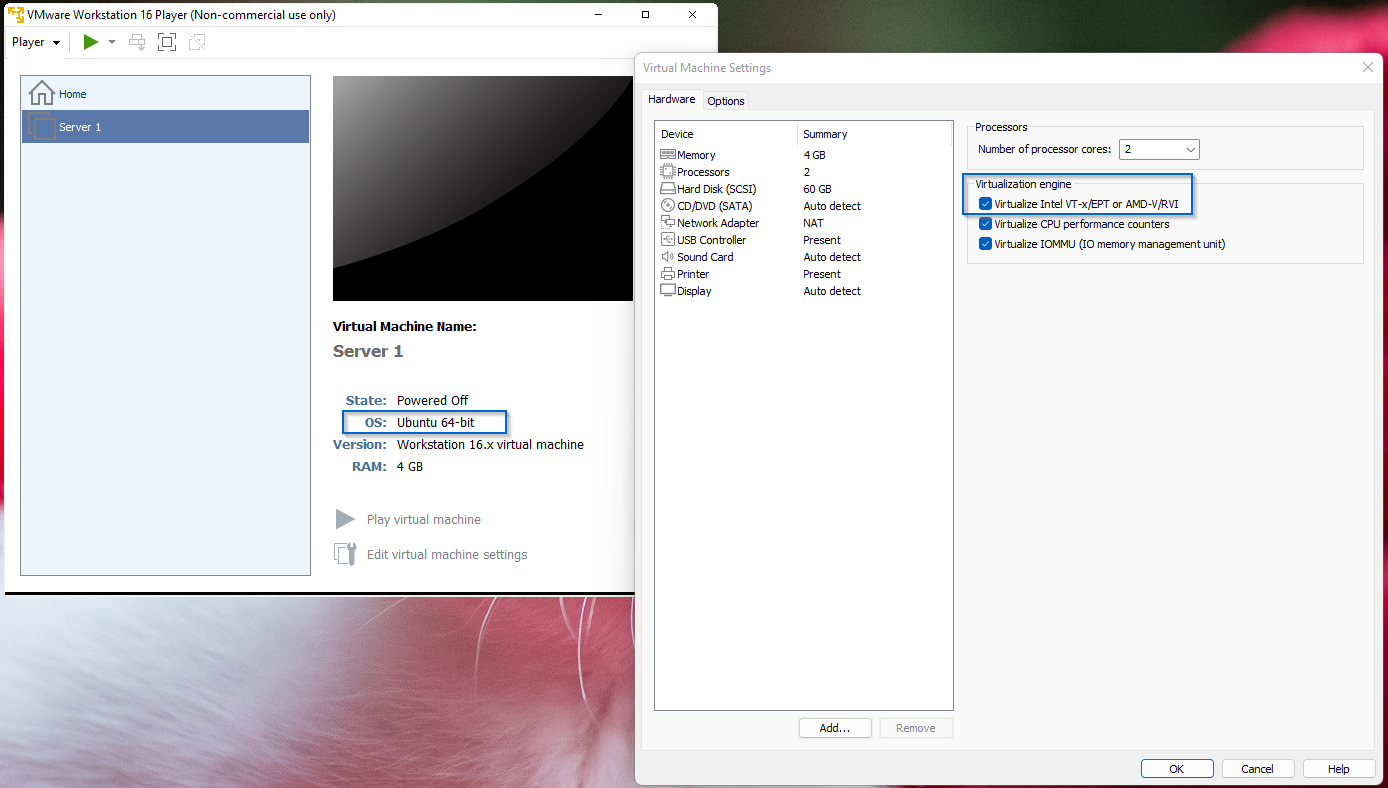 VMware Workstation 16 Player (Non-commercial use only)
Player
Home
Server 1
Virtual Machine Name:
Server 1
State: Powered Off
OS: Ubuntu 64-bit
Version: Workstation 16.x virtual machine
RAM: 4 GB
Play virtual machine
Edit virtual machine settings
Virtual Machine Settings
Hardware Options
Device Summary
Memory 4 GB
Processors 2
Hard Disk (SCSI) 60 GB
CD/DVD (SATA) Auto detect
Network Adapter NAT
USB Controller Present
Sound Card Auto detect
Printer Present
Display Auto detect
Add... Remove
Processors
Number of processor cores: 2
Virtualization engine
Virtualize Intel VT-x/EPT or AMD-V/RVI
Virtualize CPU performance counters
Virtualize IOMMU (IO memory management unit)
OK Cancel Help